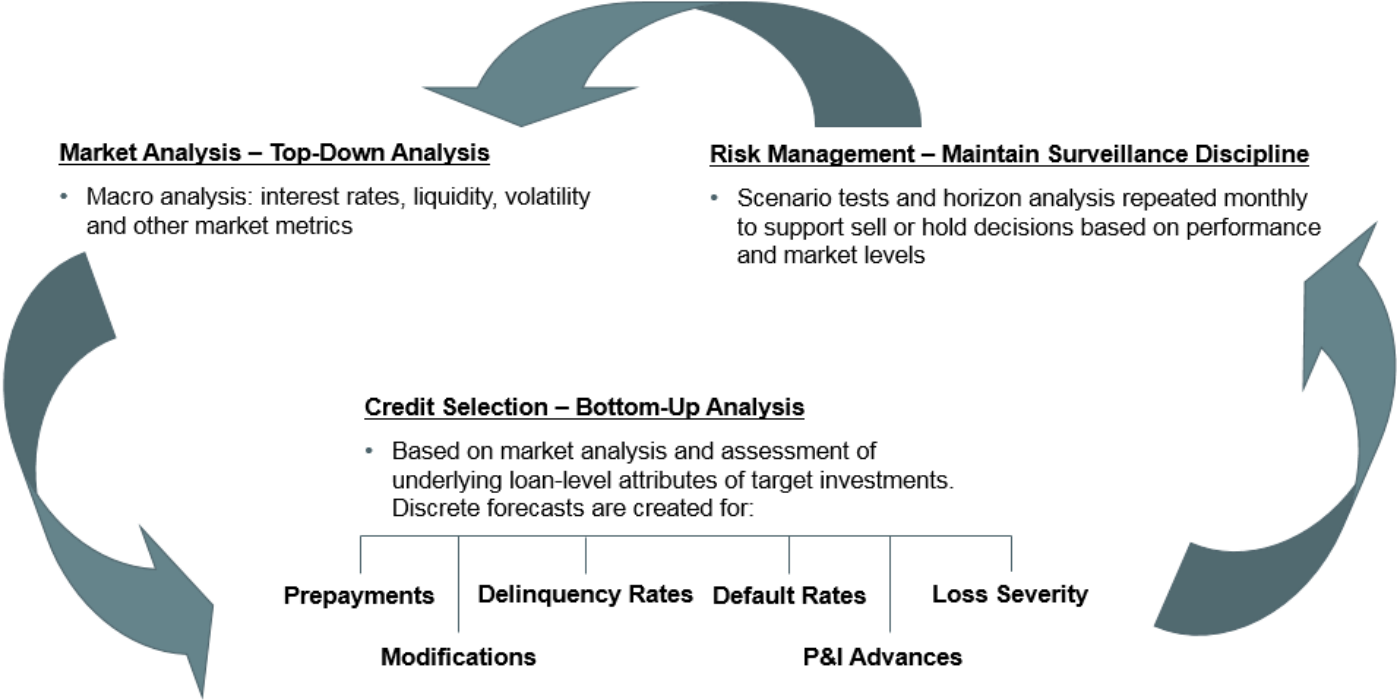 Market Analysis – Top-Down Analysis
• Macro analysis: interest rates, liquidity, volatility
and other market metrics
Risk Management – Maintain Surveillance Discipline
• Scenario tests and horizon analysis repeated monthly
to support sell or hold decisions based on performance
and market levels
Credit Selection – Bottom-Up Analysis
• Based on market analysis and assessment of
underlying loan-level attributes of target investments.
Discrete forecasts are created for:
Prepayments
Delinquency Rates
Default Rates
Loss Severity
Modifications
P&I Advances